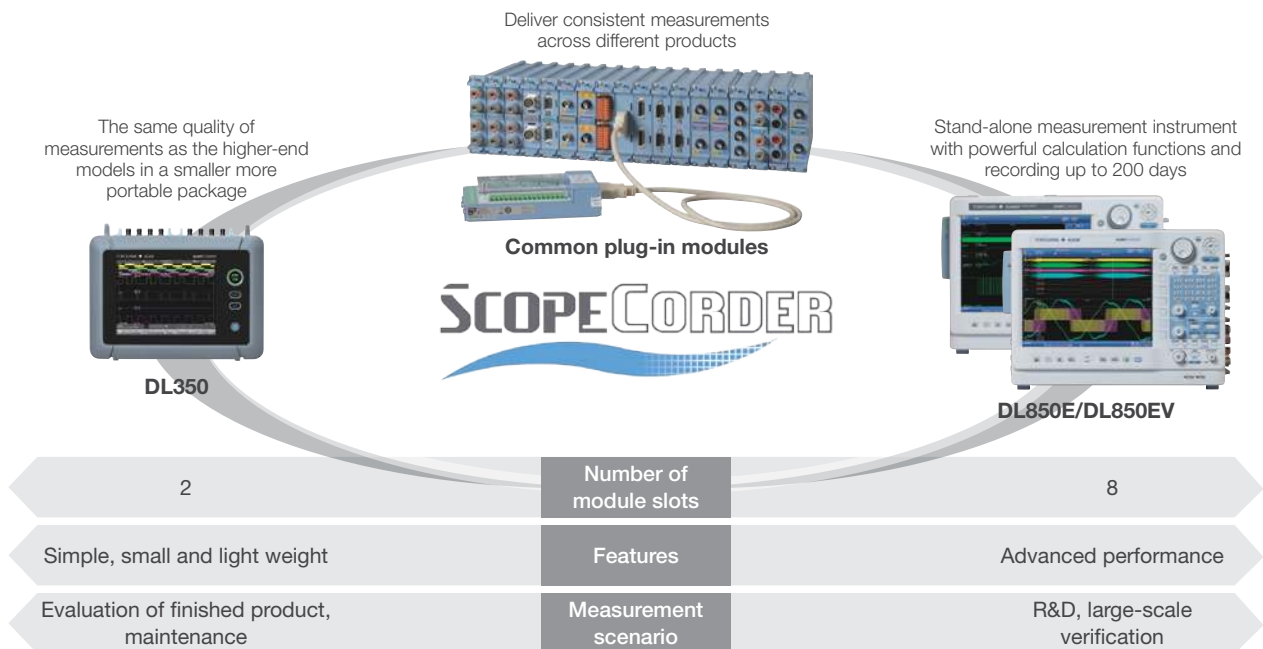 Deliver consistent measurements
across different products
The same quality of
measurements as the higher-end
models in a smaller more
portable package
Stand-alone measurement instrument
with powerful calculation functions and
recording up to 200 days
Common plug-in modules
SCOPECORDER
DL350
DL850E/DL850EV
2
Number of
module slots
8
Simple, small and light weight
Features
Advanced performance
Evaluation of finished product,
maintenance
Measurement
scenario
R&D, large-scale
verification